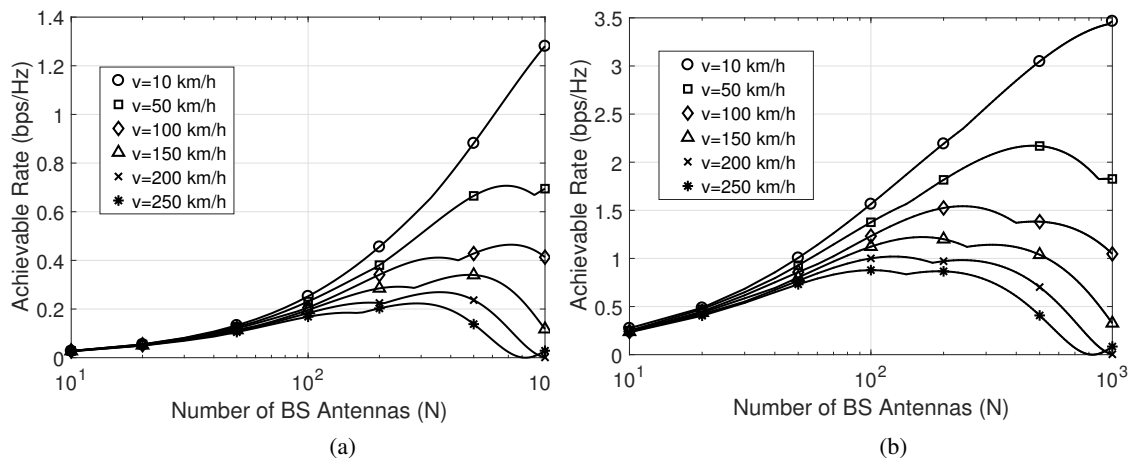 1.4
1.2
1
0.8
0.6
0.4
0.2
0
Achievable Rate (bps/Hz)
v=10 km/h
v=50 km/h
v=100 km/h
v=150 km/h
v=200 km/h
v=250 km/h
10^1
10^2
10
Number of BS Antennas (N)
(a)
3.5
3
2.5
2
1.5
1
0.5
0
Achievable Rate (bps/Hz)
v=10 km/h
v=50 km/h
v=100 km/h
v=150 km/h
v=200 km/h
v=250 km/h
10^1
10^2
10^3
Number of BS Antennas (N)
(b)